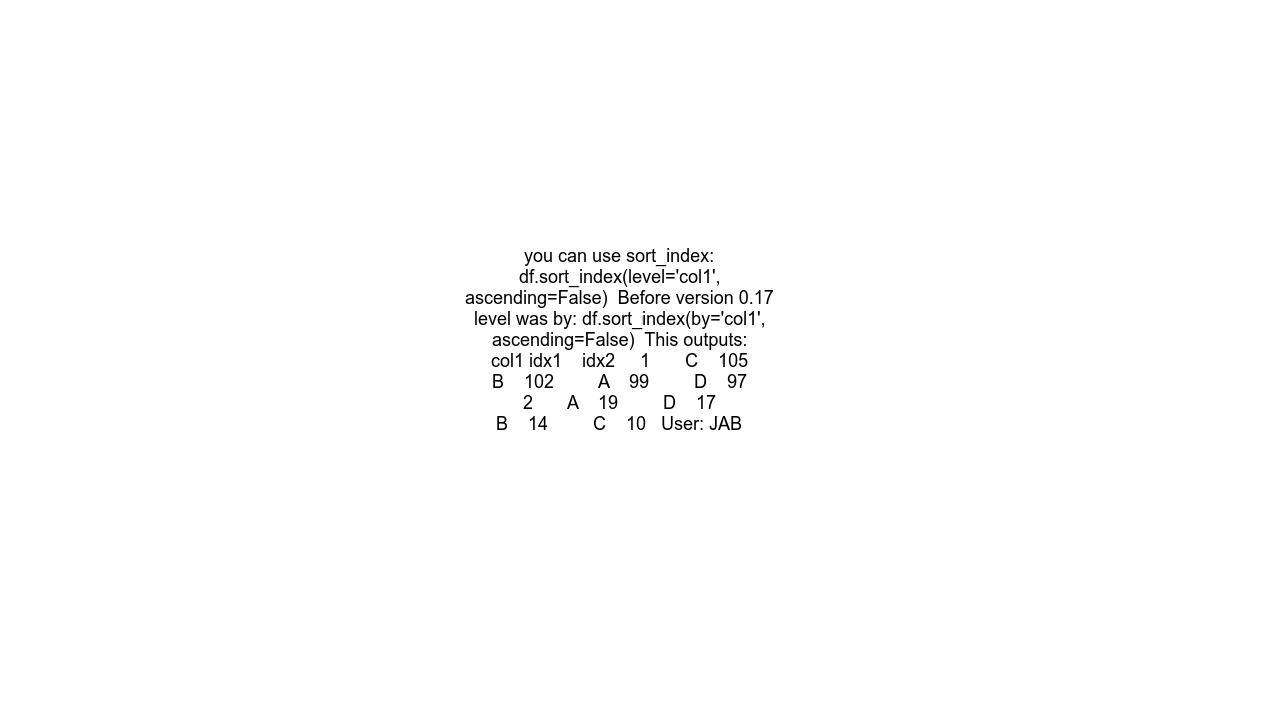 you can use sort_index:
df.sort_index(level='col1',
ascending=False)  Before version 0.17
level was by: df.sort_index(by='col1',
ascending=False)  This outputs:
col1 idx1    idx2     1       C    105
B    102         A    99         D    97
2       A    19         D    17
B    14         C    10   User: JAB